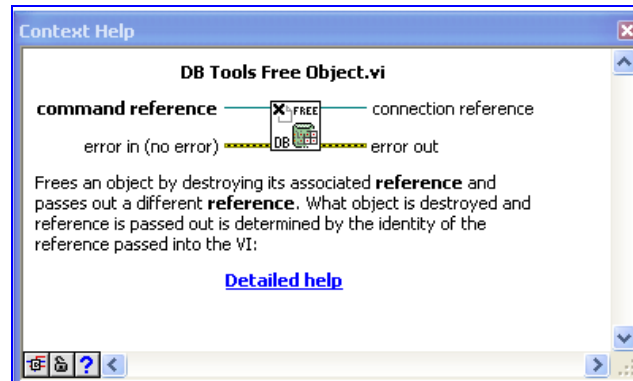 Context Help
DB Tools Free Object.vi
command reference
FREE
connection reference
error in (no error)
DB
error out
Frees an object by destroying its associated reference and
passes out a different reference. What object is destroyed and
reference is passed out is determined by the identity of the
reference passed into the VI:
Detailed help
?